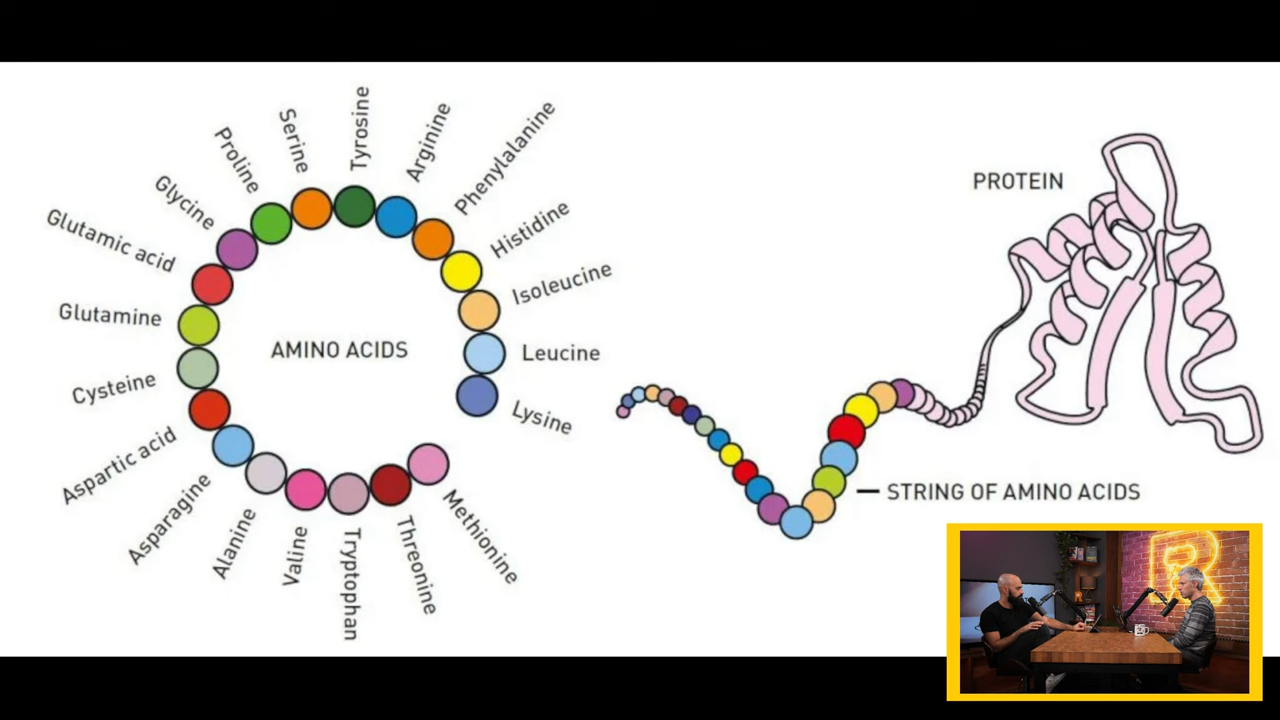 Tyrosine
Serine
Arginine
Proline
Phenylalanine
Glycine
Histidine
Glutamic acid
Isoleucine
Glutamine
AMINO ACIDS
Leucine
Cysteine
Lysine
Aspartic acid
Asparagine
Alanine
Valine
Tryptophan
Threonine
Methionine
PROTEIN
STRING OF AMINO ACIDS
R